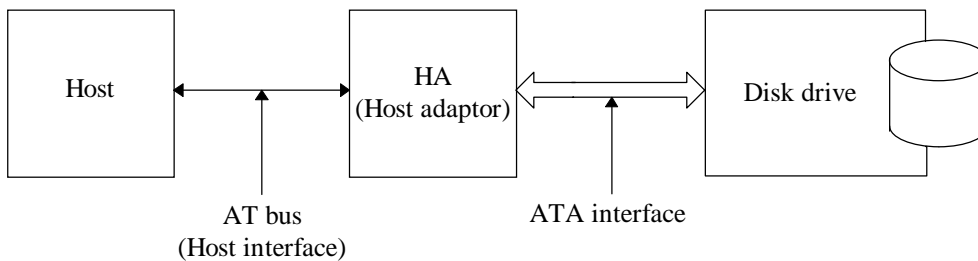 Host
HA
(Host adaptor)
Disk drive
AT bus
(Host interface)
ATA interface